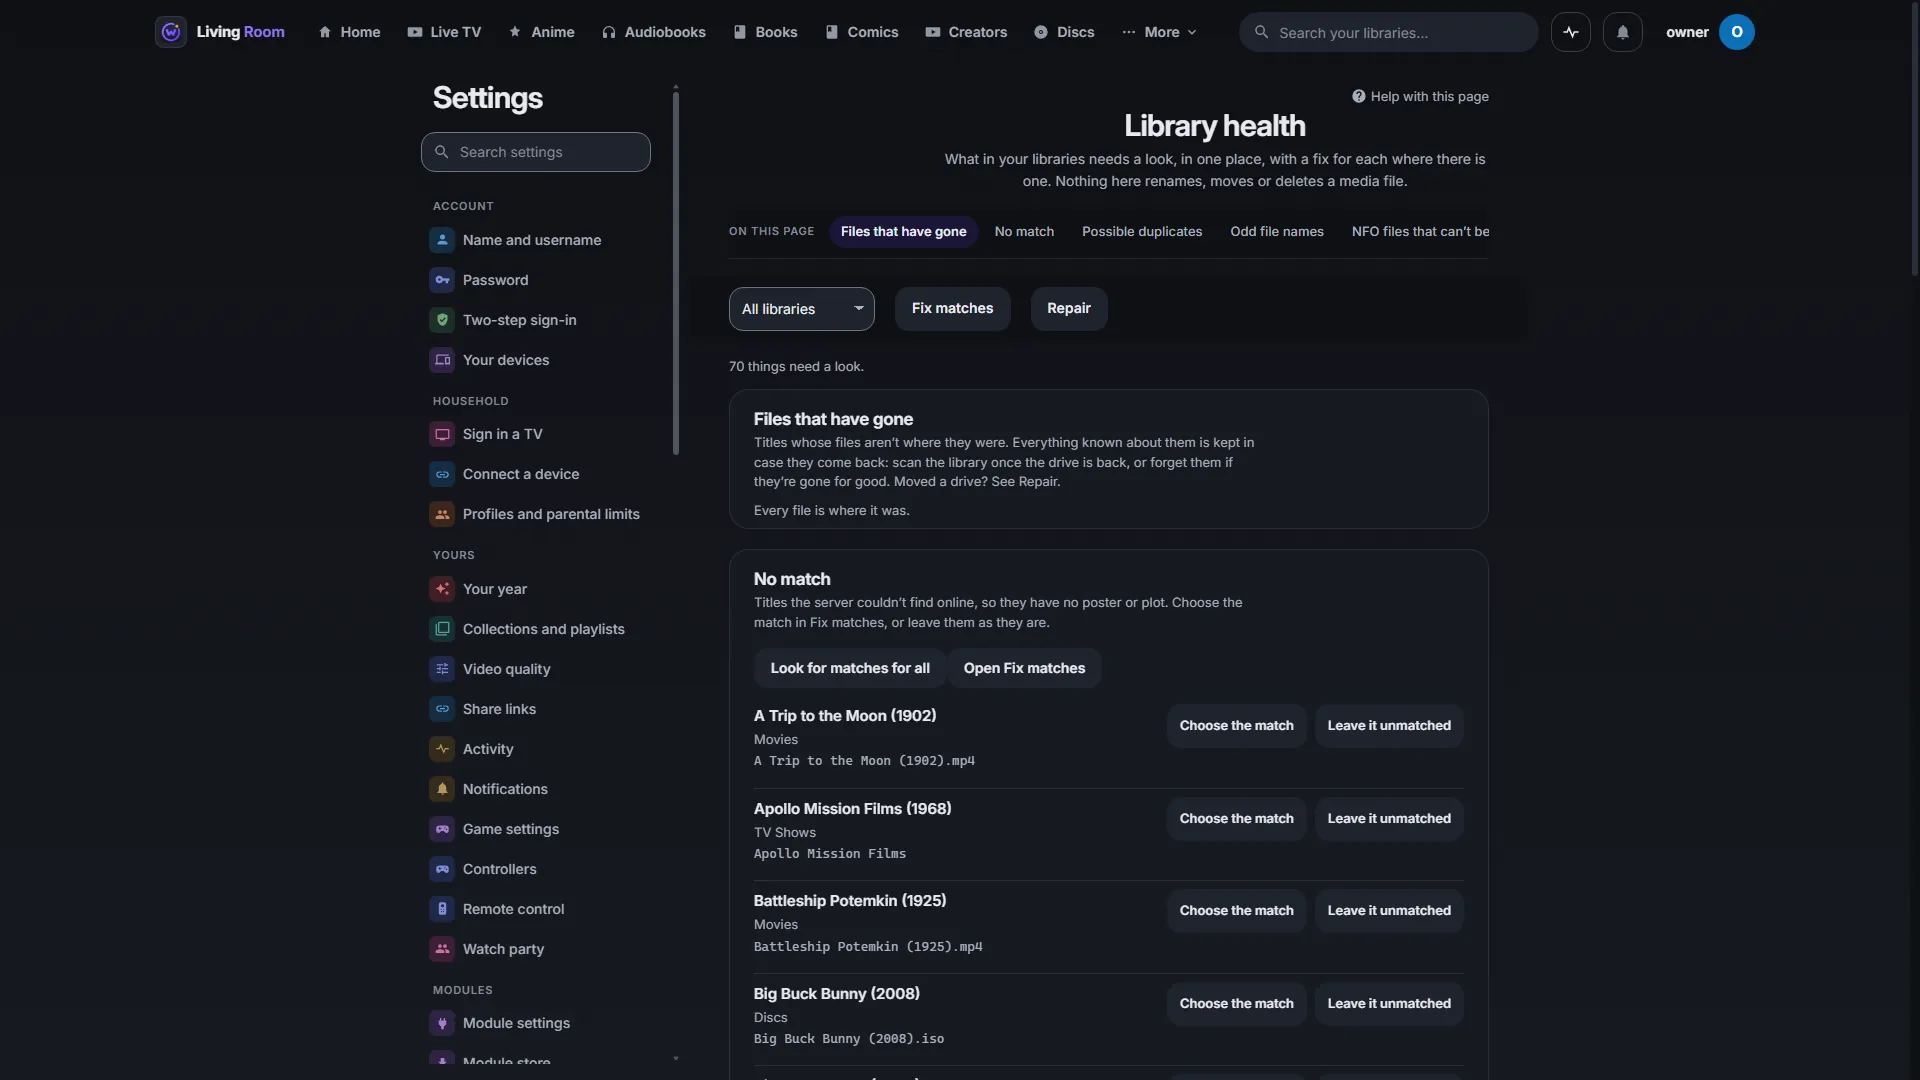 Living Room
Home
Live TV
Anime
Audiobooks
Books
Comics
Creators
Discs
More
Search your libraries...
owner
O
Settings
Search settings
ACCOUNT
Name and username
Password
Two-step sign-in
Your devices
HOUSEHOLD
Sign in a TV
Connect a device
Profiles and parental limits
YOURS
Your year
Collections and playlists
Video quality
Share links
Activity
Notifications
Game settings
Controllers
Remote control
Watch party
MODULES
Module settings
Module store
Help with this page
Library health
What in your libraries needs a look, in one place, with a fix for each where there is
one. Nothing here renames, moves or deletes a media file.
ON THIS PAGE
Files that have gone
No match
Possible duplicates
Odd file names
NFO files that can't be
All libraries
Fix matches
Repair
70 things need a look.
Files that have gone
Titles whose files aren't where they were. Everything known about them is kept in
case they come back: scan the library once the drive is back, or forget them if
they're gone for good. Moved a drive? See Repair.
Every file is where it was.
No match
Titles the server couldn't find online, so they have no poster or plot. Choose the
match in Fix matches, or leave them as they are.
Look for matches for all
Open Fix matches
A Trip to the Moon (1902)
Movies
A Trip to the Moon (1902).mp4
Choose the match
Leave it unmatched
Apollo Mission Films (1968)
TV Shows
Apollo Mission Films
Choose the match
Leave it unmatched
Battleship Potemkin (1925)
Movies
Battleship Potemkin (1925).mp4
Choose the match
Leave it unmatched
Big Buck Bunny (2008)
Discs
Big Buck Bunny (2008).iso
Choose the match
Leave it unmatched